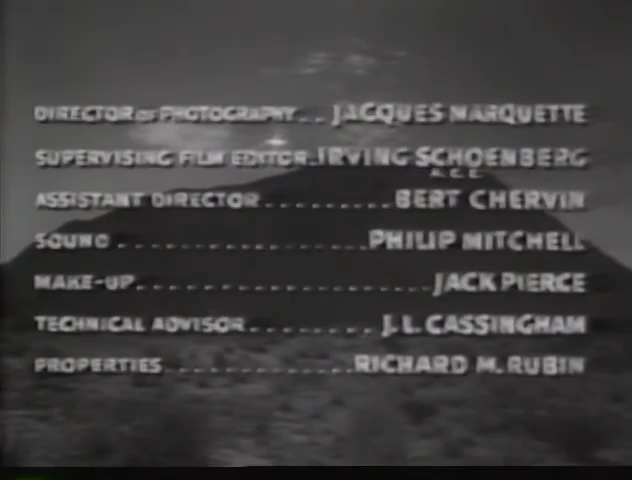 DIRECTOR OF PHOTOGRAPHY... JACQUES MARQUETTE
SUPERVISING FILM EDITOR..IRVING SCHOENBERG
A.C.E.
ASSISTANT DIRECTOR.........BERT CHERVIN
SOUND..................PHILIP MITCHELL
MAKE-UP......................JACK PIERCE
TECHNICAL ADVISOR........J.L. CASSINGHAM
PROPERTIES.............RICHARD M. RUBIN